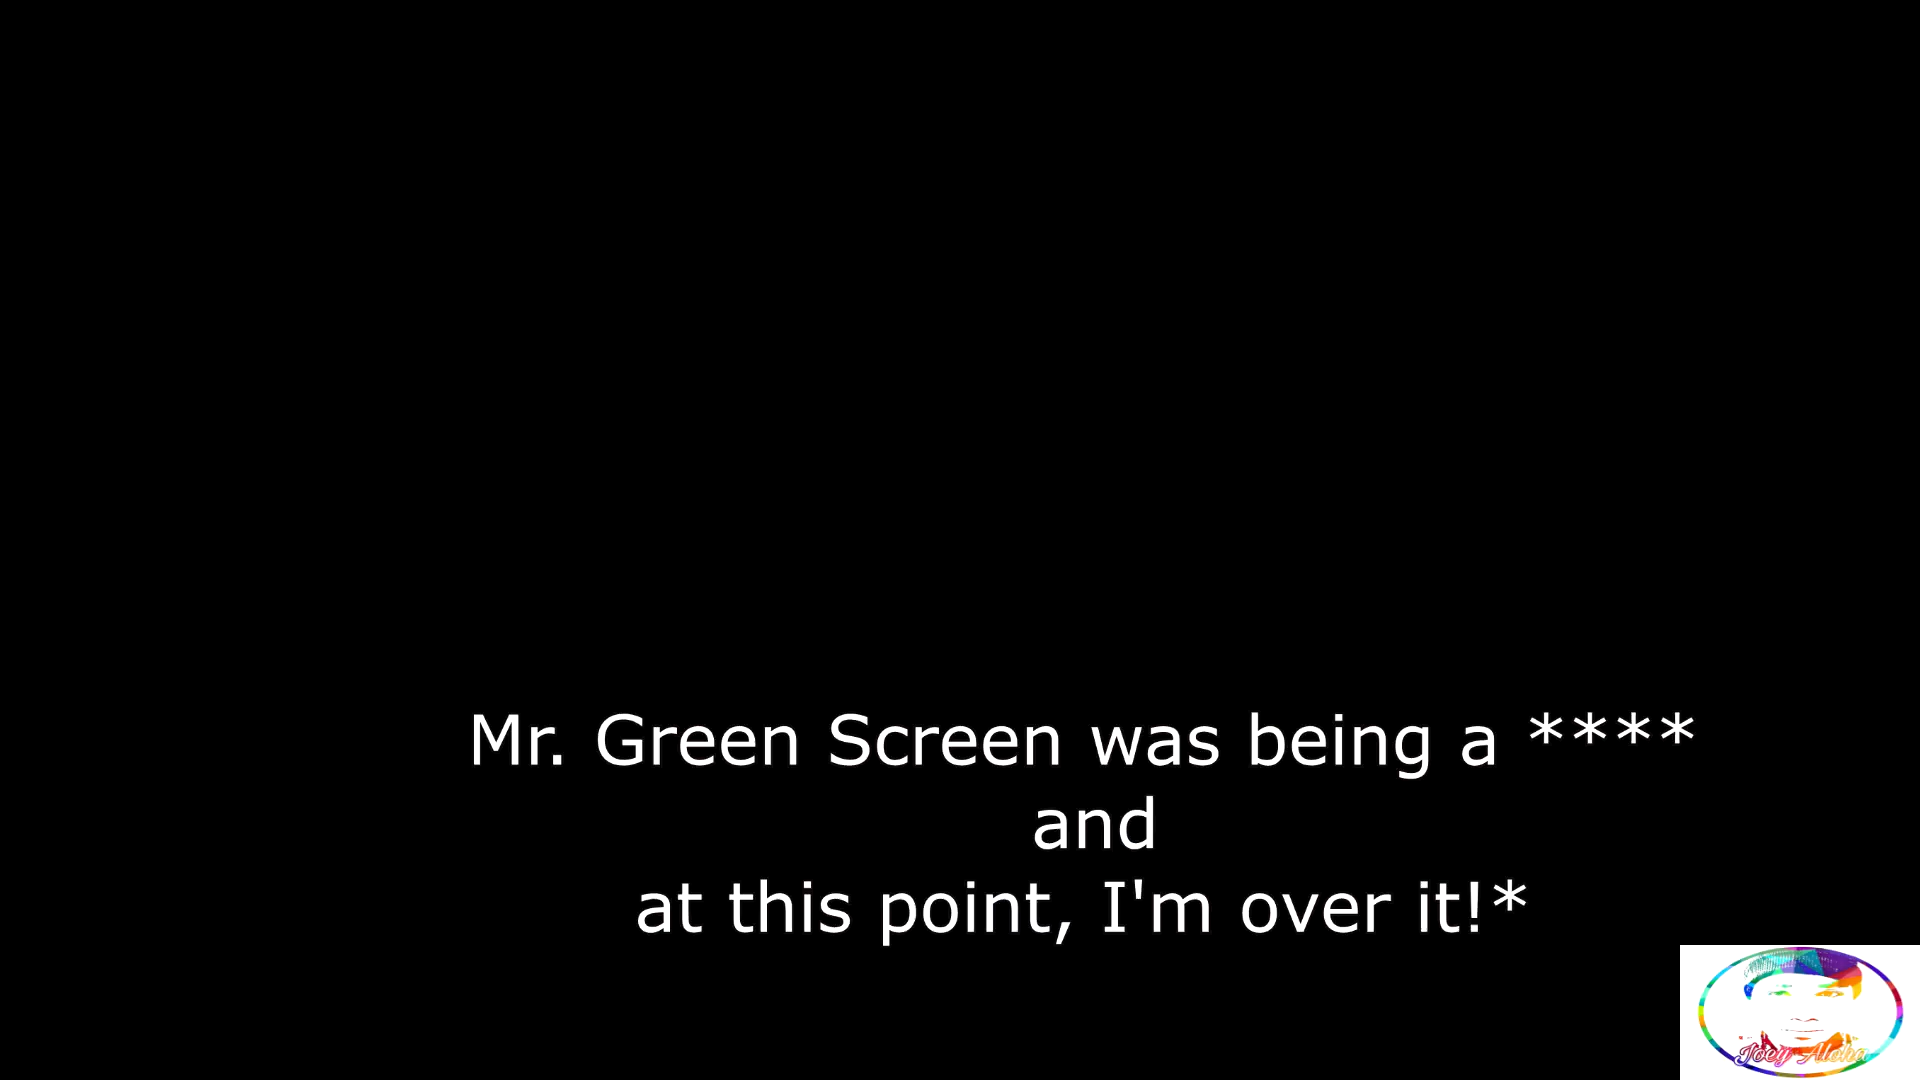 Mr. Green Screen was being a ****
and
at this point, I'm over it!*
Joey Aloha